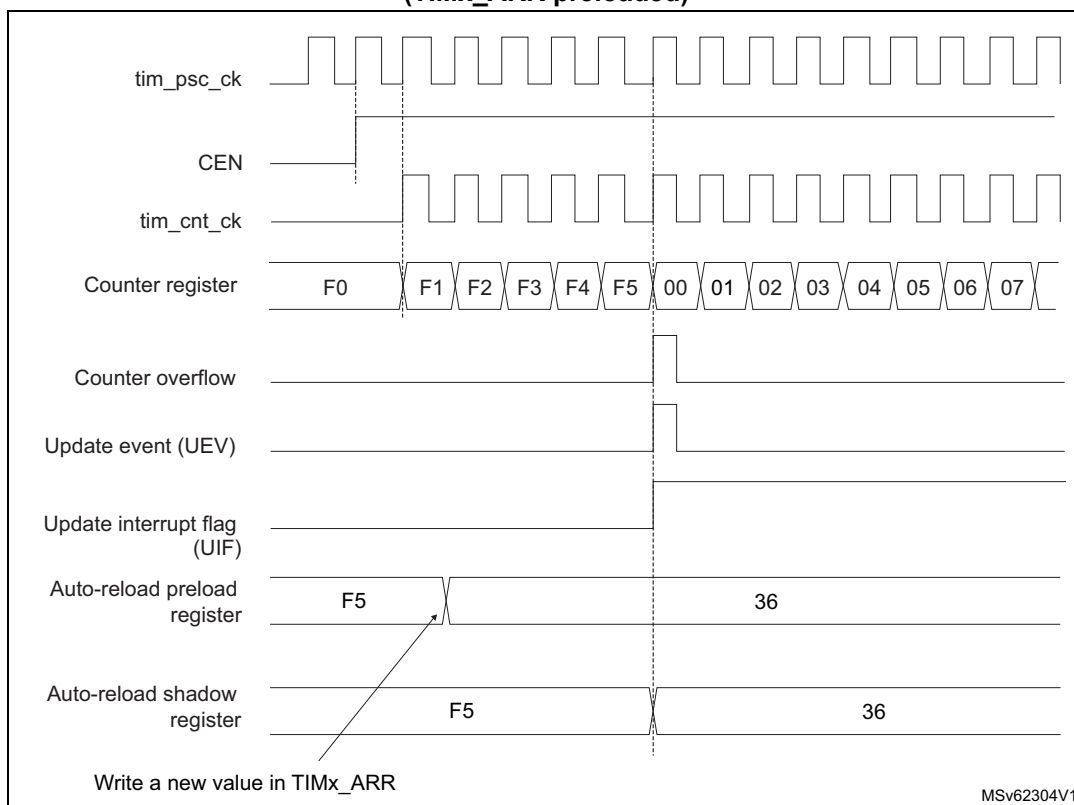 (TIMx_ARR preloaded)
tim_psc_ck
CEN
tim_cnt_ck
Counter register F0 F1 F2 F3 F4 F5 00 01 02 03 04 05 06 07
Counter overflow
Update event (UEV)
Update interrupt flag
(UIF)
Auto-reload preload
register
F5 36
Auto-reload shadow
register
F5 36
Write a new value in TIMx_ARR
MSv62304V1